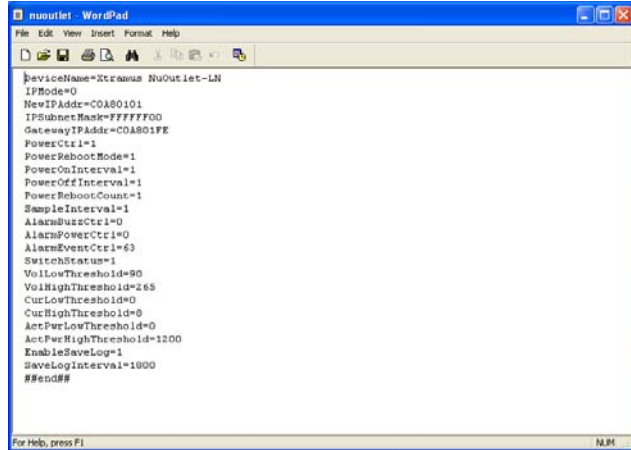 nuoutlet - WordPad
File Edit View Insert Format Help
DeviceName=Xtramus NuOutlet-LN
IPMode=0
NewIPAddr=C0A80101
IPSubnetMask=FFFFFF00
GatewayIPAddr=C0A801FE
PowerCtrl=1
PowerRebootMode=1
PowerOnInterval=1
PowerOffInterval=1
PowerRebootCount=1
SampleInterval=1
AlarmBuzzCtrl=0
AlarmPowerCtrl=0
AlarmEventCtrl=63
SwitchStatus=1
VolLowThreshold=90
VolHighThreshold=265
CurLowThreshold=0
CurHighThreshold=8
ActPwrLowThreshold=0
ActPwrHighThreshold=1200
EnableSaveLog=1
SaveLogInterval=1800
##end##
For Help, press F1
NUM